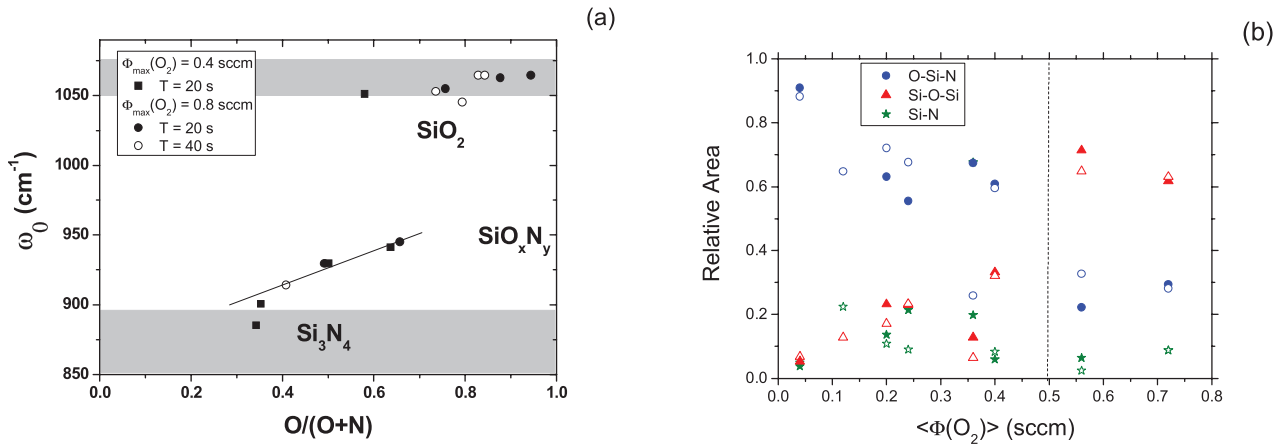 (a)
Φmax(O2) = 0.4 sccm
T = 20 s
Φmax(O2) = 0.8 sccm
T = 20 s
T = 40 s
SiO2
SiOxNy
Si3N4
1050
1000
950
900
850
ω0 (cm-1)
0.0 0.2 0.4 0.6 0.8 1.0
O/(O+N)
(b)
O-Si-N
Si-O-Si
Si-N
1.0
0.8
0.6
0.4
0.2
0.0
Relative Area
0.0 0.1 0.2 0.3 0.4 0.5 0.6 0.7 0.8
<Φ(O2)> (sccm)